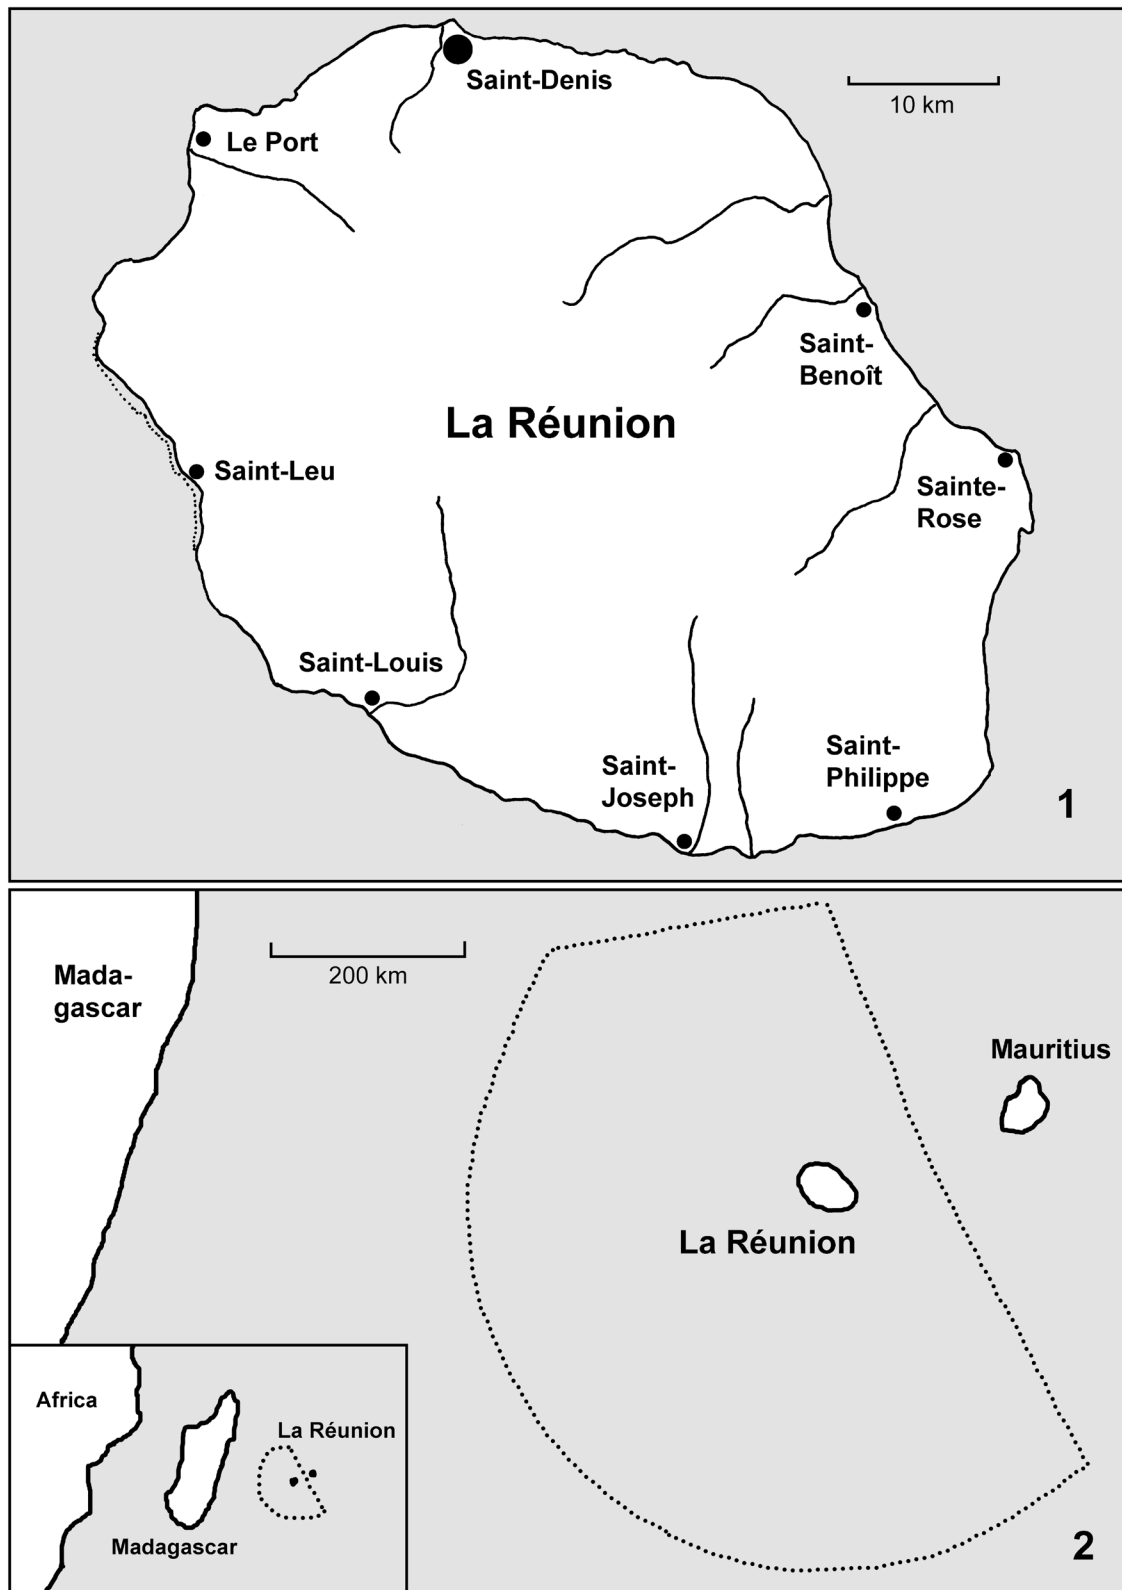 Saint-Denis
10 km
Le Port
Saint-
Benoît
La Réunion
Saint-Leu
Sainte-
Rose
Saint-Louis
Saint-
Philippe
Saint-
Joseph
1
Mada-
gascar
200 km
Mauritius
La Réunion
Africa
La Réunion
Madagascar
2